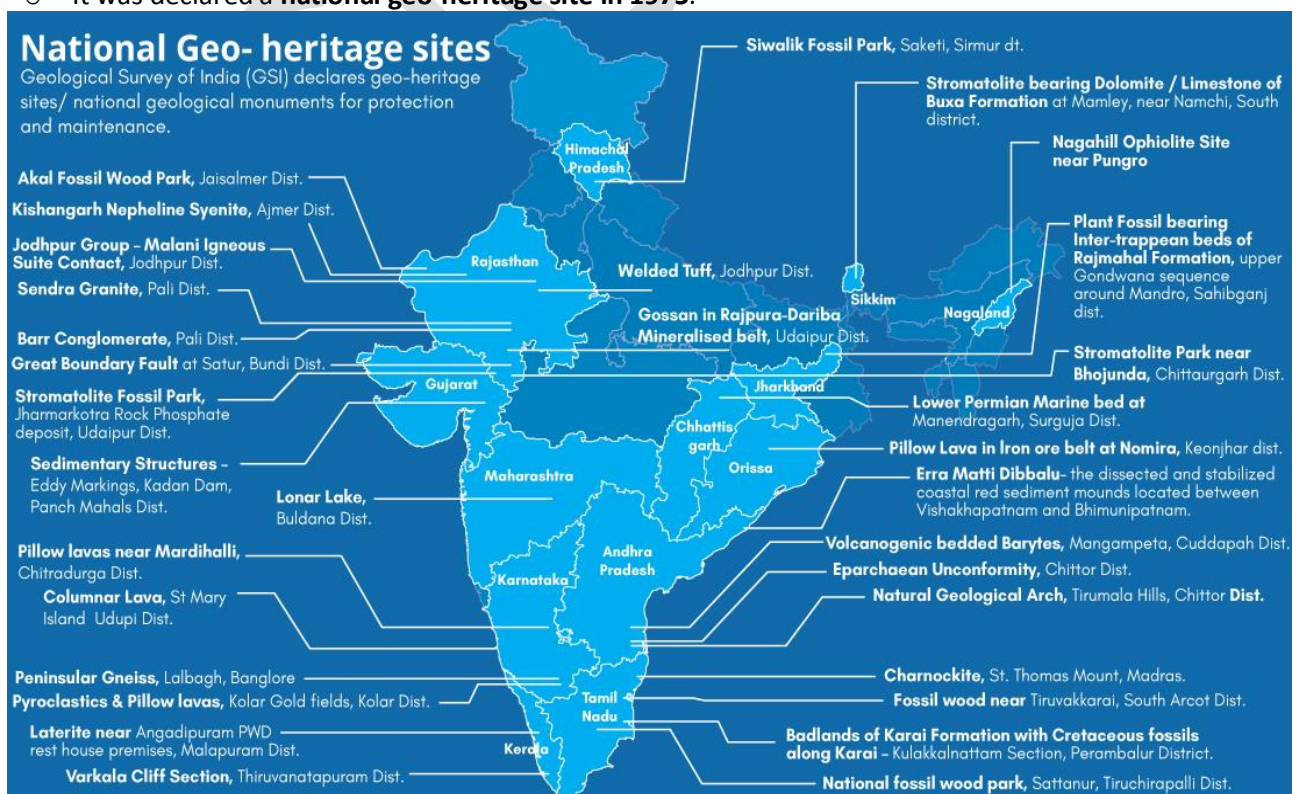 ○ It was declared a national geo-heritage site in 1975.
National Geo- heritage sites
Geological Survey of India (GSI) declares geo-heritage
sites/ national geological monuments for protection
and maintenance.
Siwalik Fossil Park, Saketi, Sirmur dt.
Stromatolite bearing Dolomite / Limestone of
Buxa Formation at Mamley, near Namchi, South
district.
Nagahill Ophiolite Site
near Pungro
Himachal
Pradesh
Akal Fossil Wood Park, Jaisalmer Dist.
Kishangarh Nepheline Syenite, Ajmer Dist.
Jodhpur Group – Malani Igneous
Suite Contact, Jodhpur Dist.
Sendra Granite, Pali Dist.
Barr Conglomerate, Pali Dist.
Great Boundary Fault at Satur, Bundi Dist.
Stromatolite Fossil Park,
Jharmarkotra Rock Phosphate
deposit, Udaipur Dist.
Sedimentary Structures –
Eddy Markings, Kadan Dam,
Panch Mahals Dist.
Rajasthan
Welded Tuff, Jodhpur Dist.
Gossan in Rajpura-Dariba
Mineralised belt, Udaipur Dist.
Sikkim
Nagaland
Plant Fossil bearing
Inter-trappean beds of
Rajmahal Formation, upper
Gondwana sequence
around Mandro, Sahibganj
dist.
Stromatolite Park near
Bhojunda, Chittaurgarh Dist.
Gujarat
Jharkhand
Lower Permian Marine bed at
Manendragarh, Surguja Dist.
Chhattis
garh
Pillow Lava in Iron ore belt at Nomira, Keonjhar dist.
Orissa
Maharashtra
Lonar Lake,
Buldana Dist.
Erra Matti Dibbalu- the dissected and stabilized
coastal red sediment mounds located between
Vishakhapatnam and Bhimunipatnam.
Pillow lavas near Mardihalli,
Chitradurga Dist.
Columnar Lava, St Mary
Island Udupi Dist.
Karnataka
Andhra
Pradesh
Volcanogenic bedded Barytes, Mangampeta, Cuddapah Dist.
Eparchaean Unconformity, Chittor Dist.
Natural Geological Arch, Tirumala Hills, Chittor Dist.
Peninsular Gneiss, Lalbagh, Banglore
Pyroclastics & Pillow lavas, Kolar Gold fields, Kolar Dist.
Laterite near Angadipuram PWD
rest house premises, Malapuram Dist.
Varkala Cliff Section, Thiruvanatapuram Dist.
Tamil
Nadu
Kerala
Charnockite, St. Thomas Mount, Madras.
Fossil wood near Tiruvakkarai, South Arcot Dist.
Badlands of Karai Formation with Cretaceous fossils
along Karai – Kulakkalnattam Section, Perambalur District.
National fossil wood park, Sattanur, Tiruchirapalli Dist.